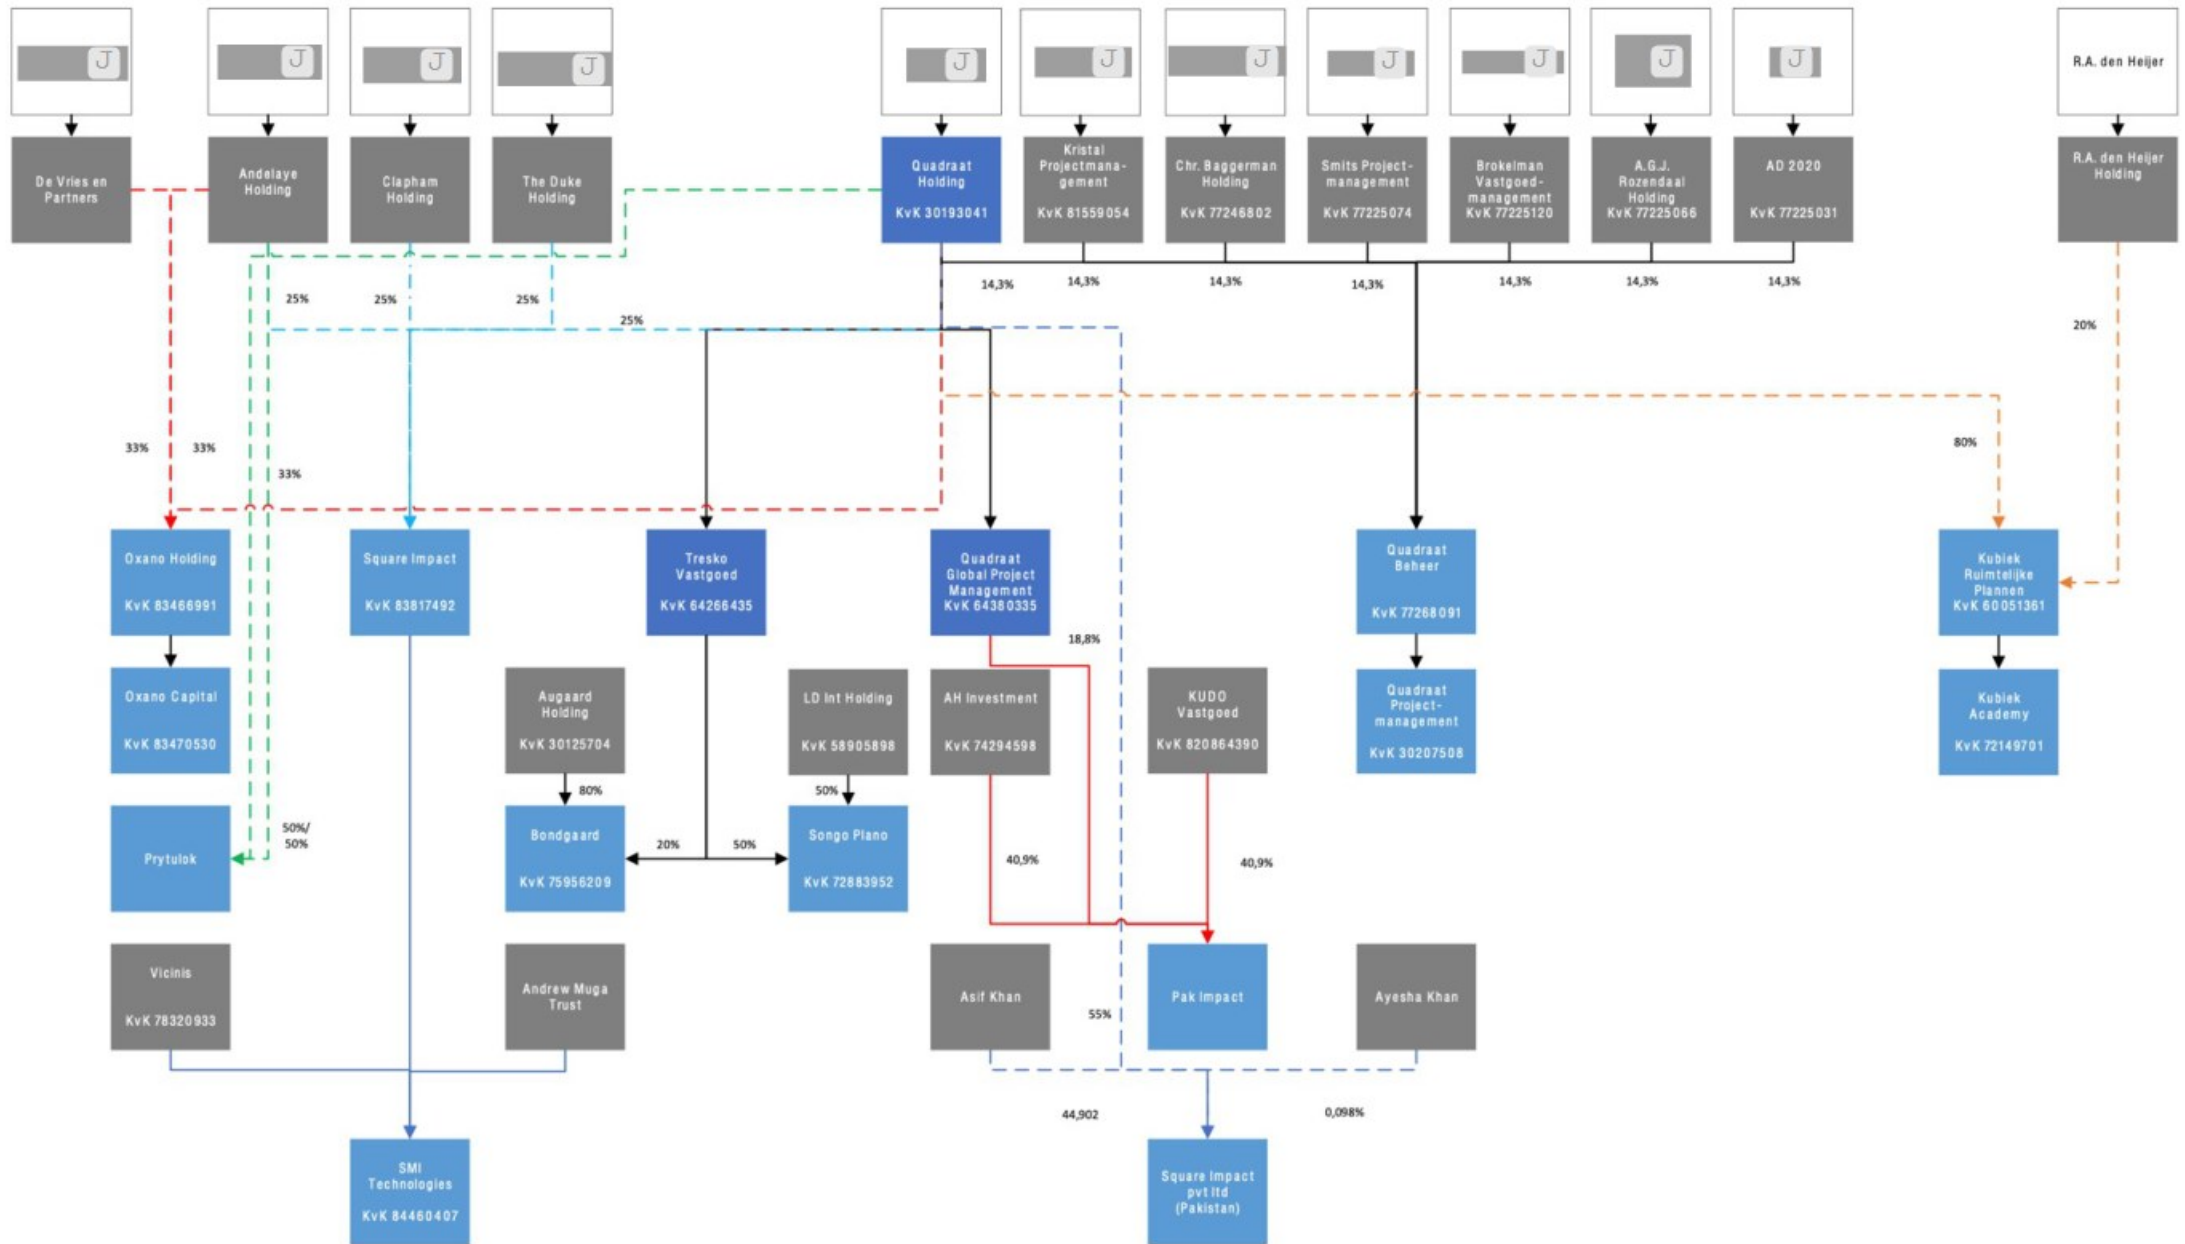 J
J
J
J
J
J
J
J
J
J
J
R.A. den Heijer
De Vries en
Partners
Andelaye
Holding
Clapham
Holding
The Duke
Holding
Quadraat
Holding
KvK 30193041
Kristal
Projectmana-
gement
KvK 81559054
Chr. Baggerman
Holding
KvK 77246802
Smits Project-
management
KvK 77225074
Brokelman
Vastgoed-
management
KvK 77225120
A.G.J.
Rozendaal
Holding
KvK 77225066
AD 2020
KvK 77225031
R.A. den Heijer
Holding
25%
25%
25%
25%
14,3%
14,3%
14,3%
14,3%
14,3%
14,3%
14,3%
20%
33%
33%
33%
80%
Oxano Holding
KvK 83466991
Square Impact
KvK 83817492
Tresko
Vastgoed
KvK 64266435
Quadraat
Global Project
Management
KvK 64380335
Quadraat
Beheer
KvK 77268091
Kubiek
Ruimtelijke
Plannen
KvK 60051361
18,8%
Oxano Capital
KvK 83470530
Augaard
Holding
KvK 30125704
LD Int Holding
KvK 58905898
AH Investment
KvK 74294598
KUDO
Vastgoed
KvK 820864390
Quadraat
Project-
management
KvK 30207508
Kubiek
Academy
KvK 72149701
80%
50%
Prytulok
50%/
50%
Bondgaard
KvK 75956209
20%
50%
Songo Plano
KvK 72883952
40,9%
40,9%
Vicinis
KvK 78320933
Andrew Muga
Trust
Asif Khan
55%
Pak Impact
Ayesha Khan
44,902
0,098%
SMI
Technologies
KvK 84460407
Square Impact
pvt ltd
(Pakistan)